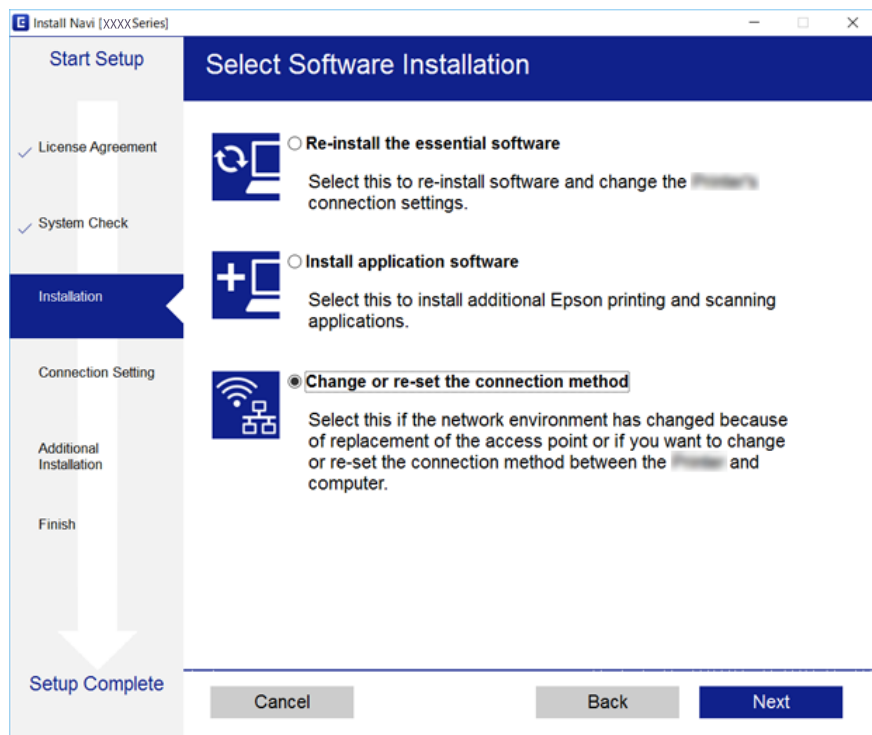 E Install Navi [XXXX Series]
Start Setup
License Agreement
System Check
Installation
Connection Setting
Additional
Installation
Finish
Setup Complete
Select Software Installation
Re-install the essential software
Select this to re-install software and change the
connection settings.
Install application software
Select this to install additional Epson printing and scanning
applications.
Change or re-set the connection method
Select this if the network environment has changed because
of replacement of the access point or if you want to change
or re-set the connection method between the and
computer.
Cancel
Back
Next